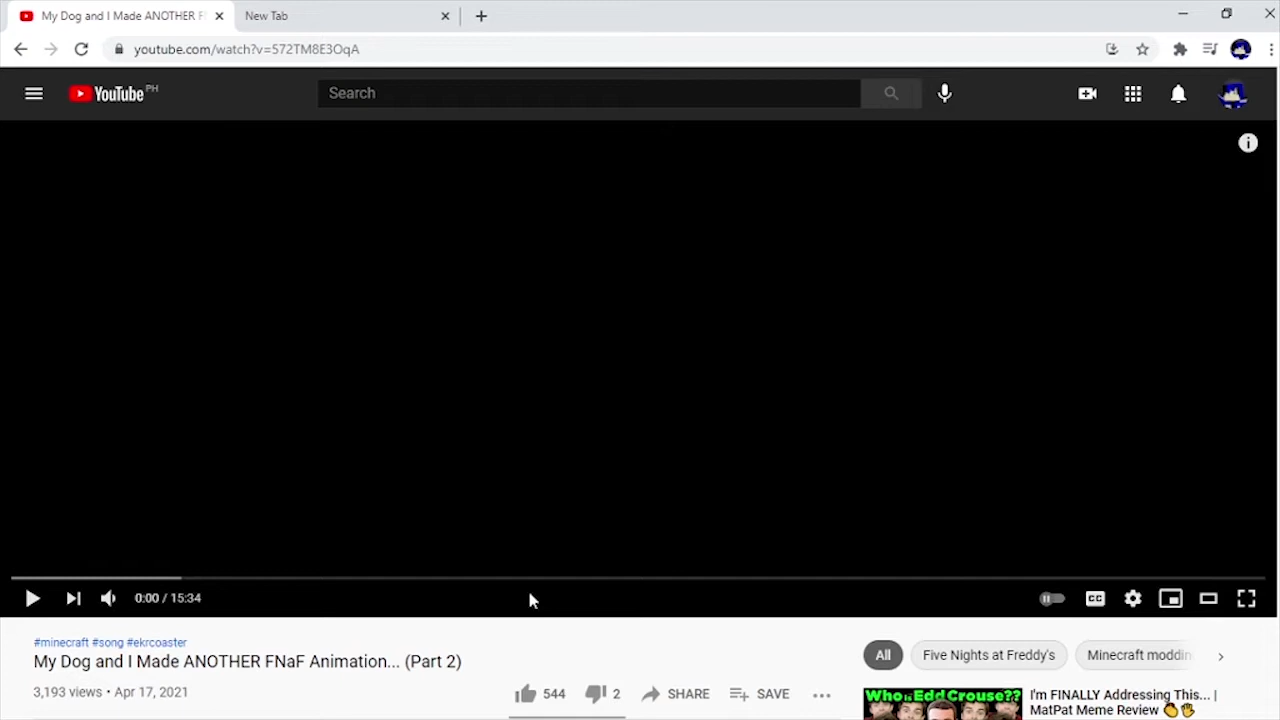 My Dog and I Made ANOTHER F
New Tab
youtube.com/watch?v=572TM8E3OqA
YouTube PH
Search
0:00 / 15:34
CC
#minecraft #song #ekrcoaster
My Dog and I Made ANOTHER FNaF Animation... (Part 2)
3,193 views • Apr 17, 2021
544
2
SHARE
SAVE
All
Five Nights at Freddy's
Minecraft moddin
Who is Edd Crouse??
I'm FINALLY Addressing This... |
MatPat Meme Review 👏👏